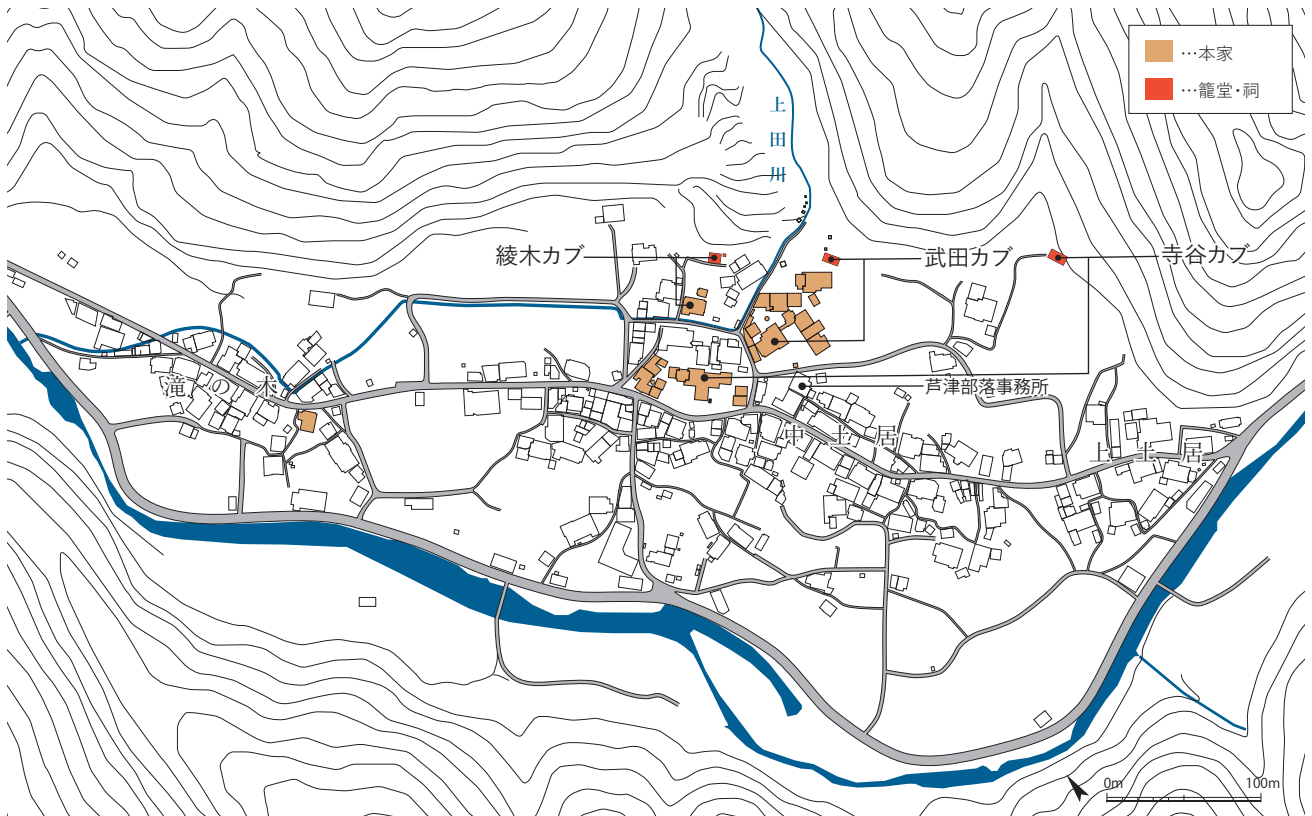 …本家
…籠堂・祠
上田川
綾木カブ
武田カブ
寺谷カブ
滝の木
芦津部落事務所
中土居
上土居
0m
100m